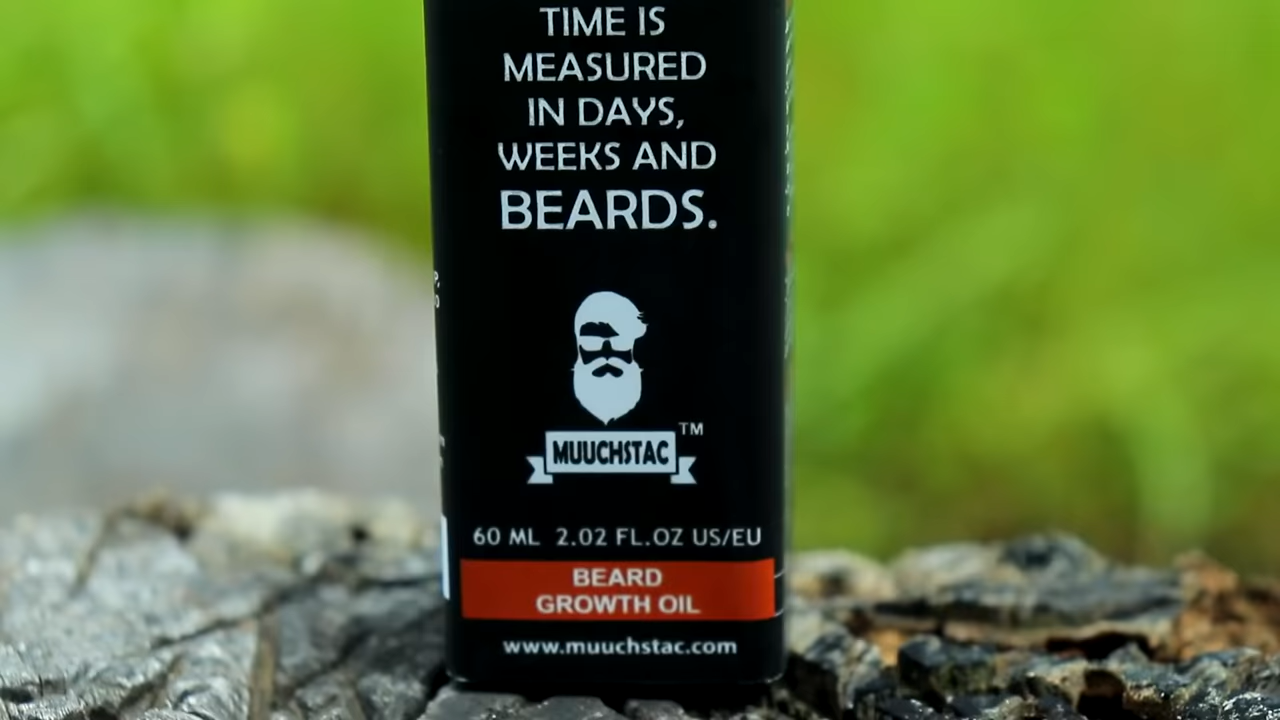 TIME IS
MEASURED
IN DAYS,
WEEKS AND
BEARDS.
MUUCHSTAC™
60 ML 2.02 FL.OZ US/EU
BEARD
GROWTH OIL
www.muuchstac.com